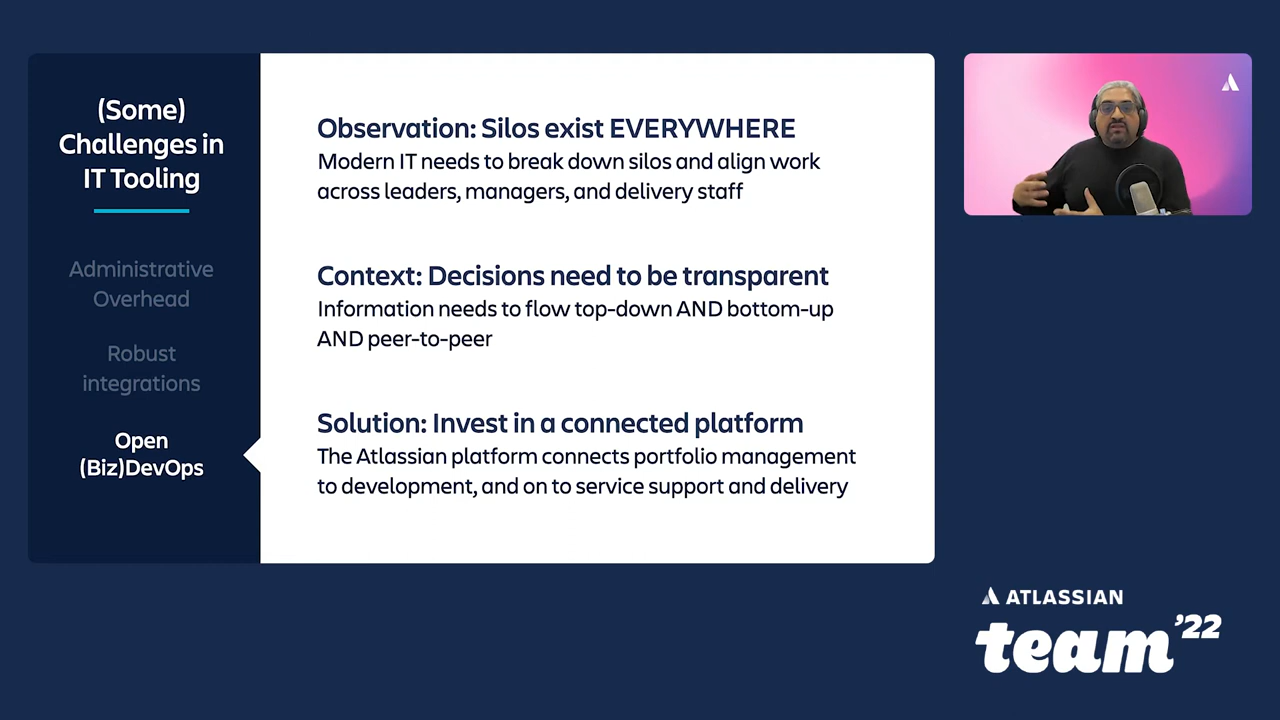 (Some)
Challenges in
IT Tooling
Administrative
Overhead
Robust
integrations
Open
(Biz)DevOps
Observation: Silos exist EVERYWHERE
Modern IT needs to break down silos and align work
across leaders, managers, and delivery staff
Context: Decisions need to be transparent
Information needs to flow top-down AND bottom-up
AND peer-to-peer
Solution: Invest in a connected platform
The Atlassian platform connects portfolio management
to development, and on to service support and delivery
ATLASSIAN
team '22